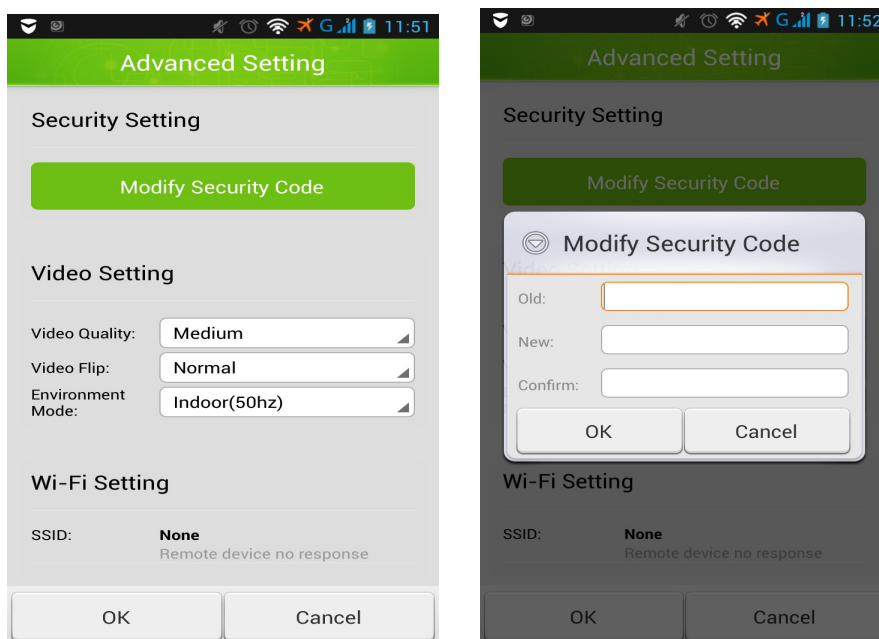 G 11:51
Advanced Setting
Security Setting
Modify Security Code
Video Setting
Video Quality: Medium
Video Flip: Normal
Environment Mode: Indoor(50hz)
Wi-Fi Setting
SSID: None
Remote device no response
OK Cancel
G 11:52
Advanced Setting
Security Setting
Modify Security Code
Modify Security Code
Old:
New:
Confirm:
OK Cancel
Wi-Fi Setting
SSID: None
Remote device no response
OK Cancel